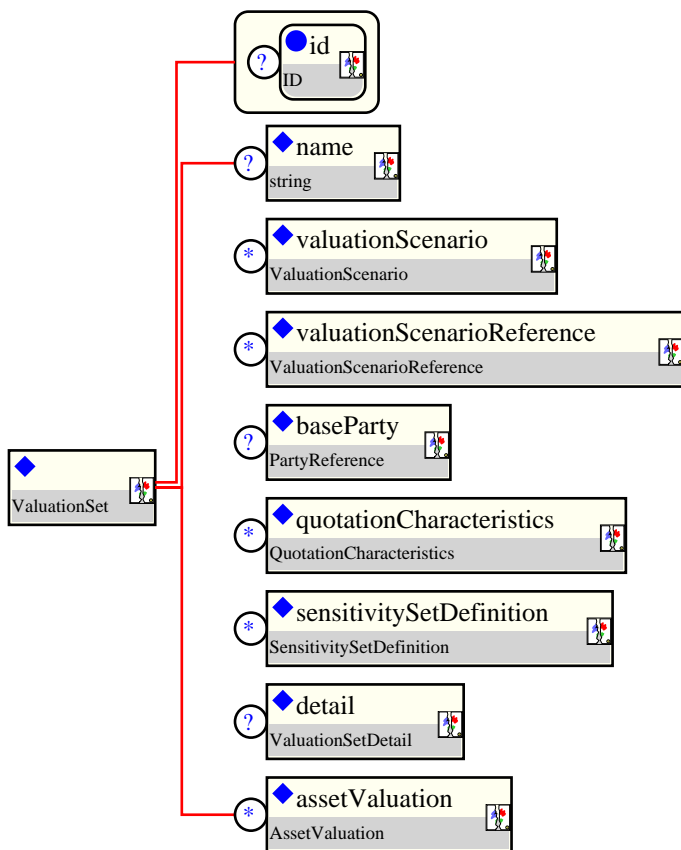 ? id
ID
? name
string
* valuationScenario
ValuationScenario
* valuationScenarioReference
ValuationScenarioReference
? baseParty
PartyReference
ValuationSet
* quotationCharacteristics
QuotationCharacteristics
* sensitivitySetDefinition
SensitivitySetDefinition
? detail
ValuationSetDetail
* assetValuation
AssetValuation